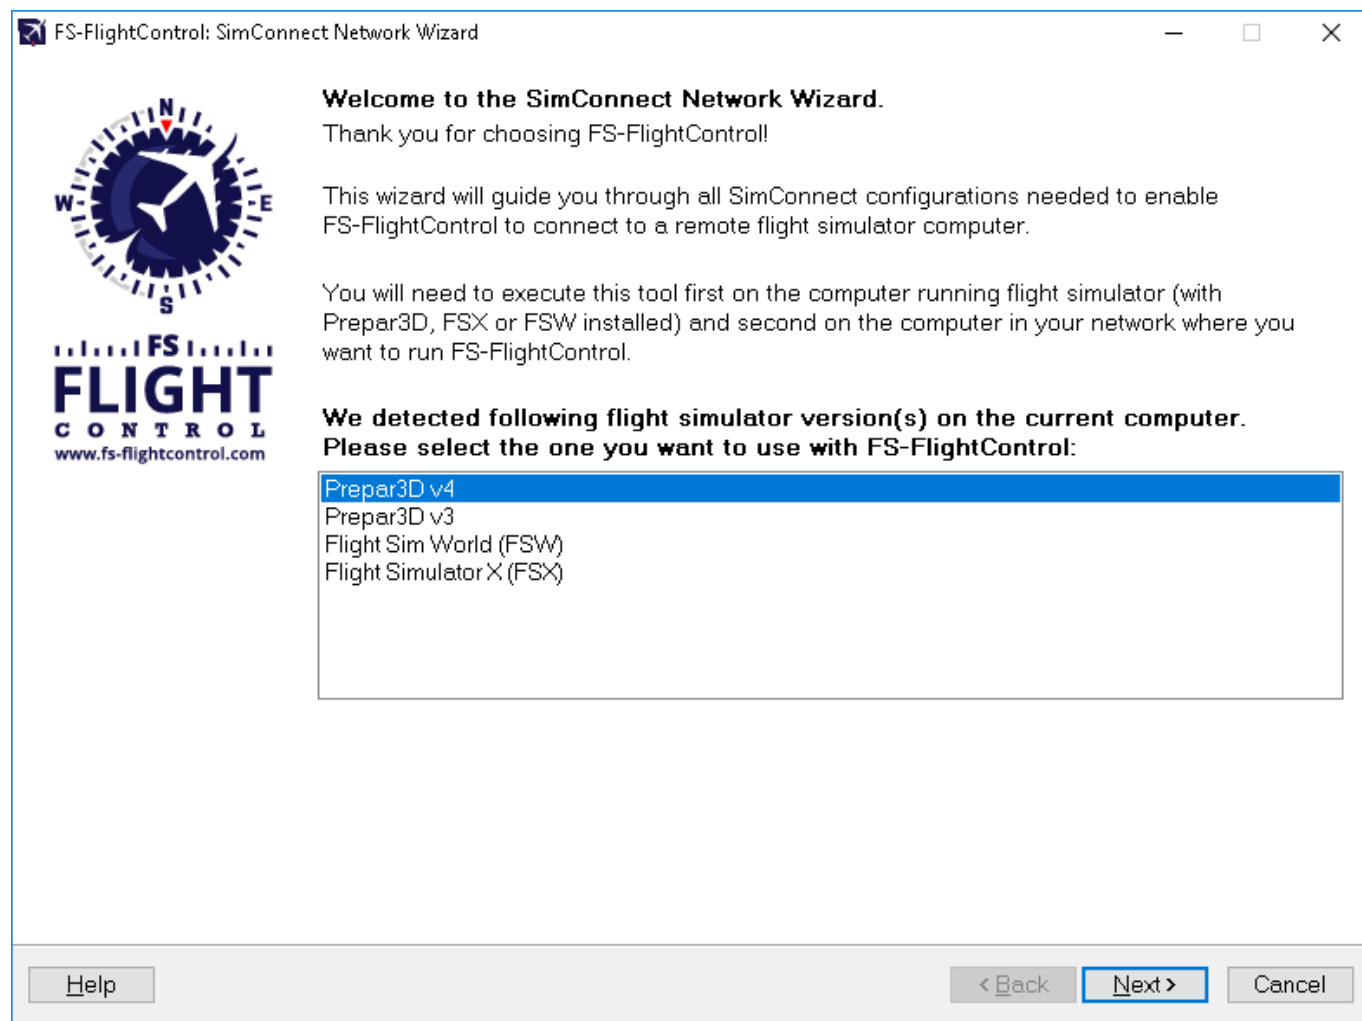 FS-FlightControl: SimConnect Network Wizard
N
W
E
S
FS
FLIGHT
CONTROL
www.fs-flightcontrol.com
Welcome to the SimConnect Network Wizard.
Thank you for choosing FS-FlightControl!
This wizard will guide you through all SimConnect configurations needed to enable
FS-FlightControl to connect to a remote flight simulator computer.
You will need to execute this tool first on the computer running flight simulator (with
Prepar3D, FSX or FSW installed) and second on the computer in your network where you
want to run FS-FlightControl.
We detected following flight simulator version(s) on the current computer.
Please select the one you want to use with FS-FlightControl:
Prepar3D v4
Prepar3D v3
Flight Sim World (FSW)
Flight Simulator X (FSX)
Help
< Back
Next >
Cancel